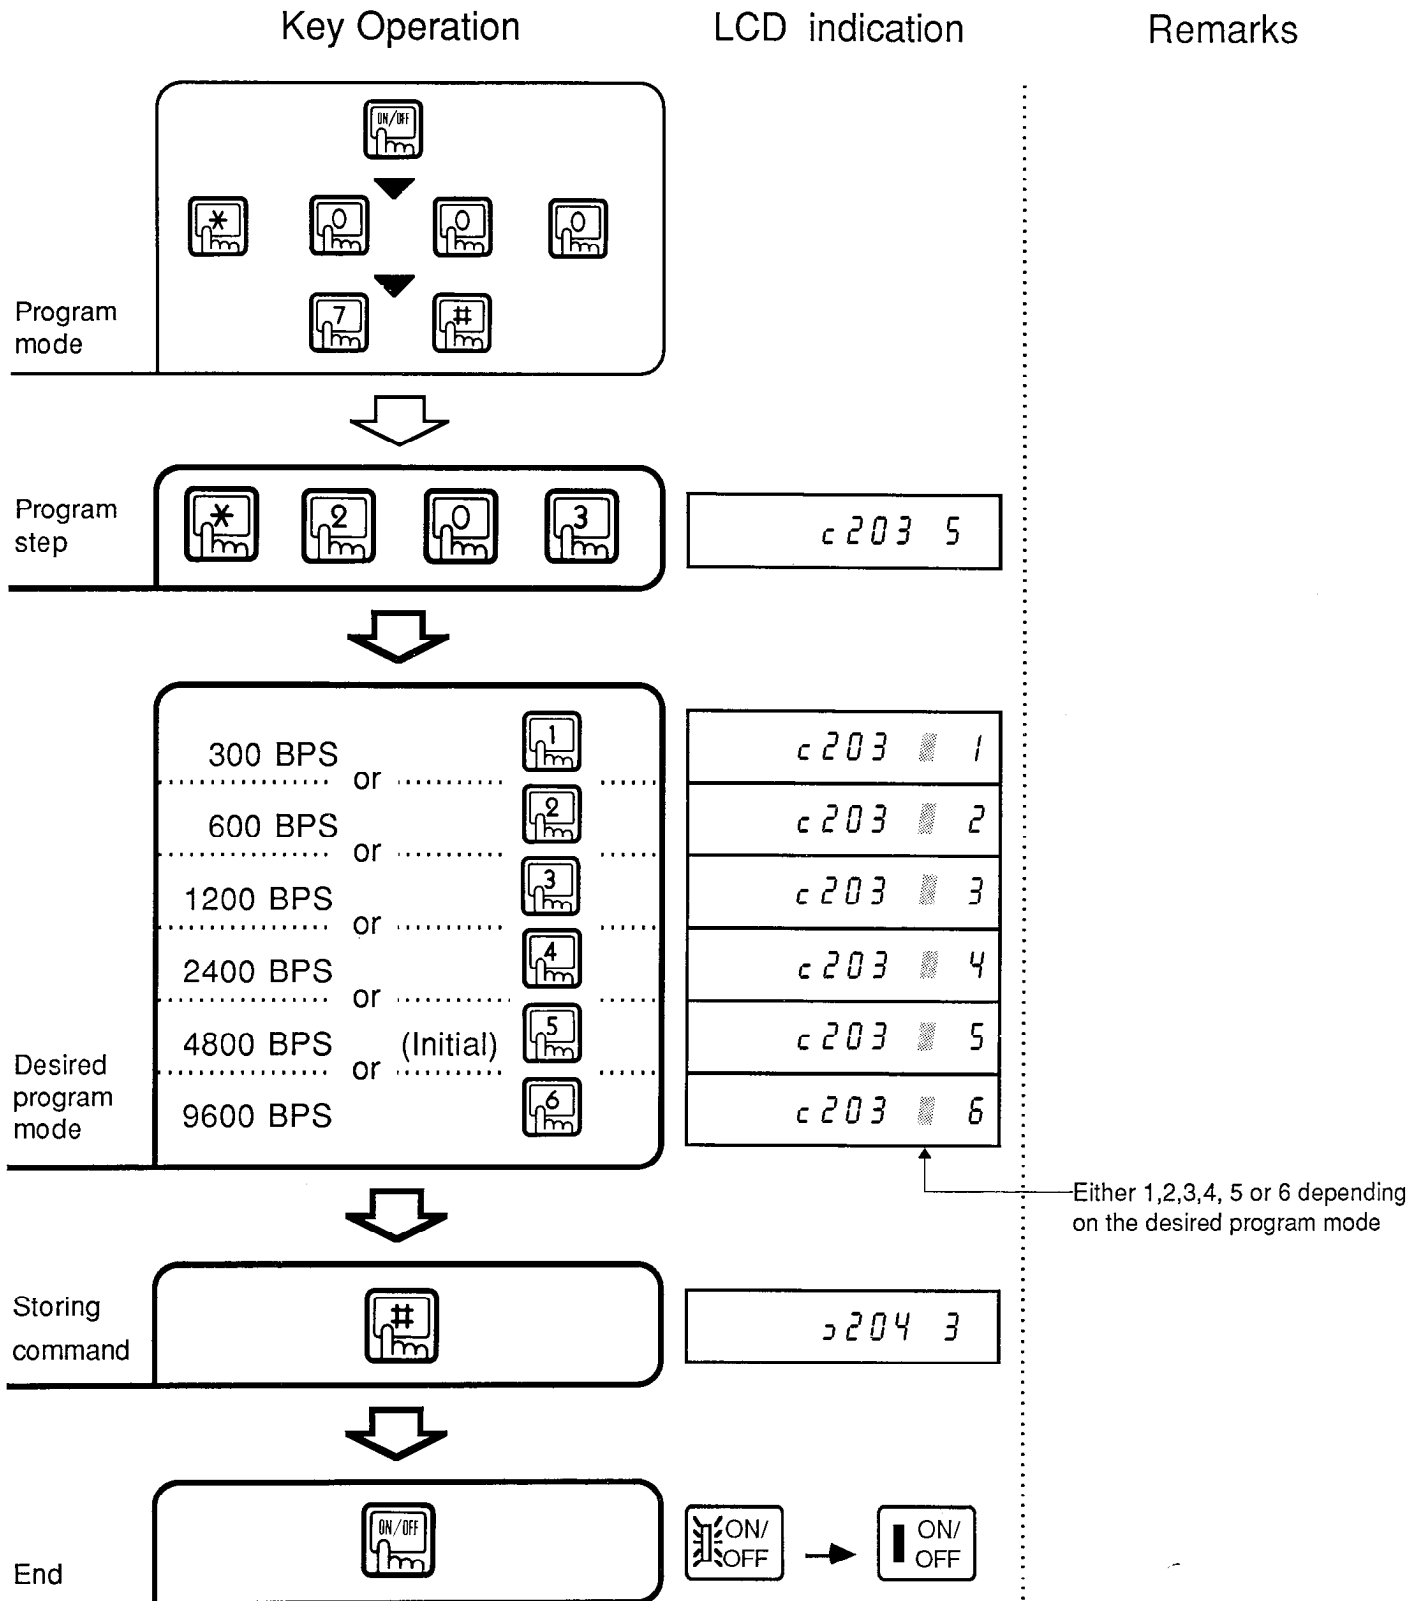 Key Operation LCD indication Remarks
ON/OFF
* 0 0 0
7 #
Program
mode
Program
step
* 2 0 3
c203 5
300 BPS 1 c203 1
or
600 BPS 2 c203 2
or
1200 BPS 3 c203 3
or
2400 BPS 4 c203 4
or
4800 BPS (Initial) 5 c203 5
or
9600 BPS 6 c203 6
Desired
program
mode
Either 1,2,3,4, 5 or 6 depending
on the desired program mode
Storing
command
#
ɔ204 3
End
ON/OFF
ON/
OFF
ON/
OFF